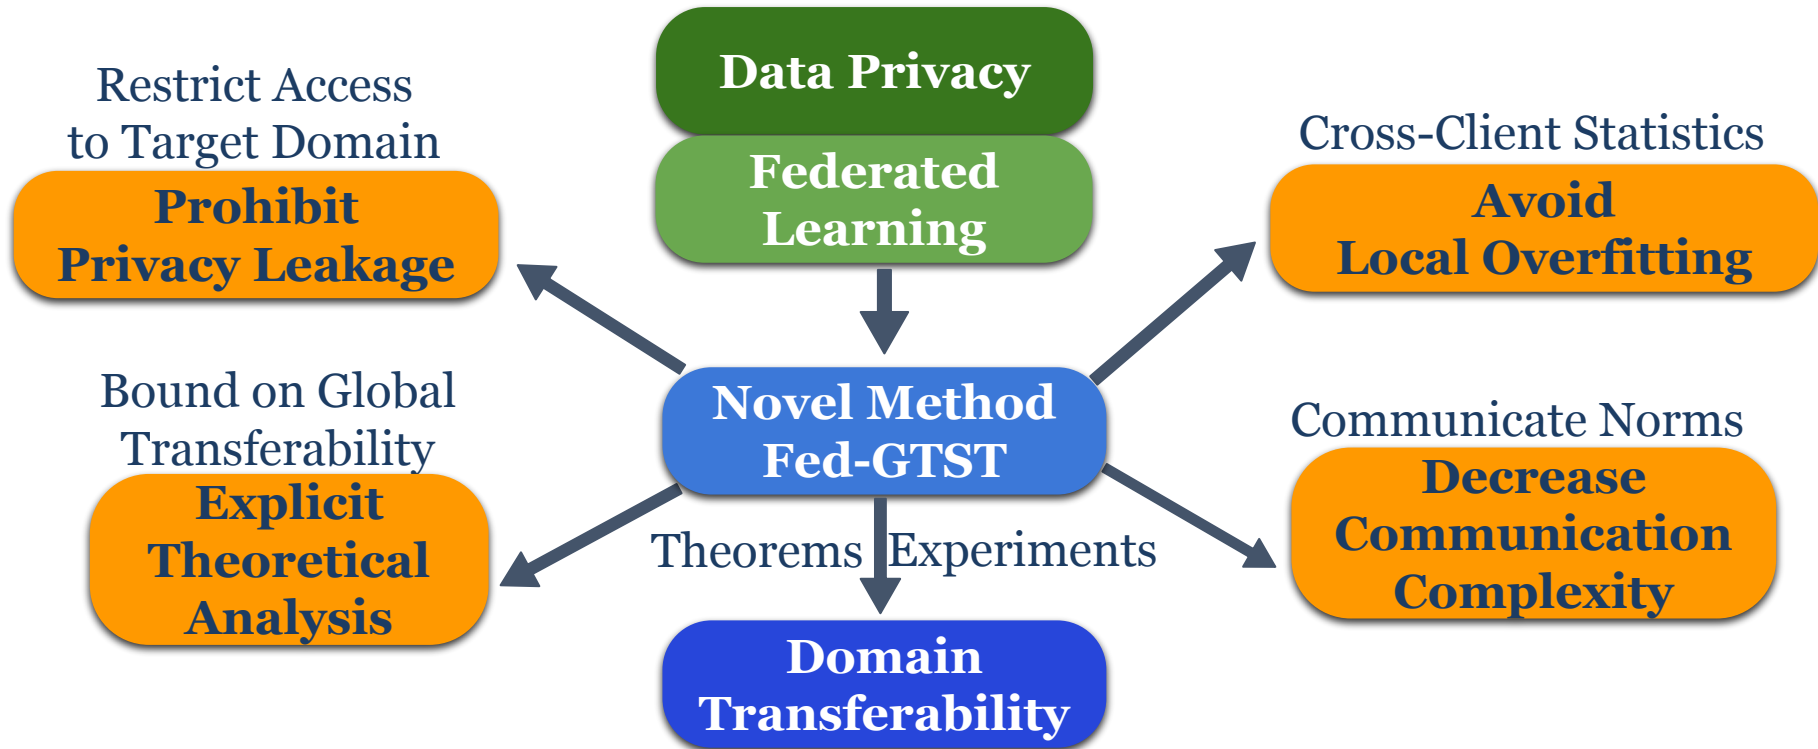 Data Privacy
Federated
Learning
Restrict Access
to Target Domain
Prohibit
Privacy Leakage
Cross-Client Statistics
Avoid
Local Overfitting
Novel Method
Fed-GTST
Bound on Global
Transferability
Explicit
Theoretical
Analysis
Communicate Norms
Decrease
Communication
Complexity
Theorems Experiments
Domain
Transferability